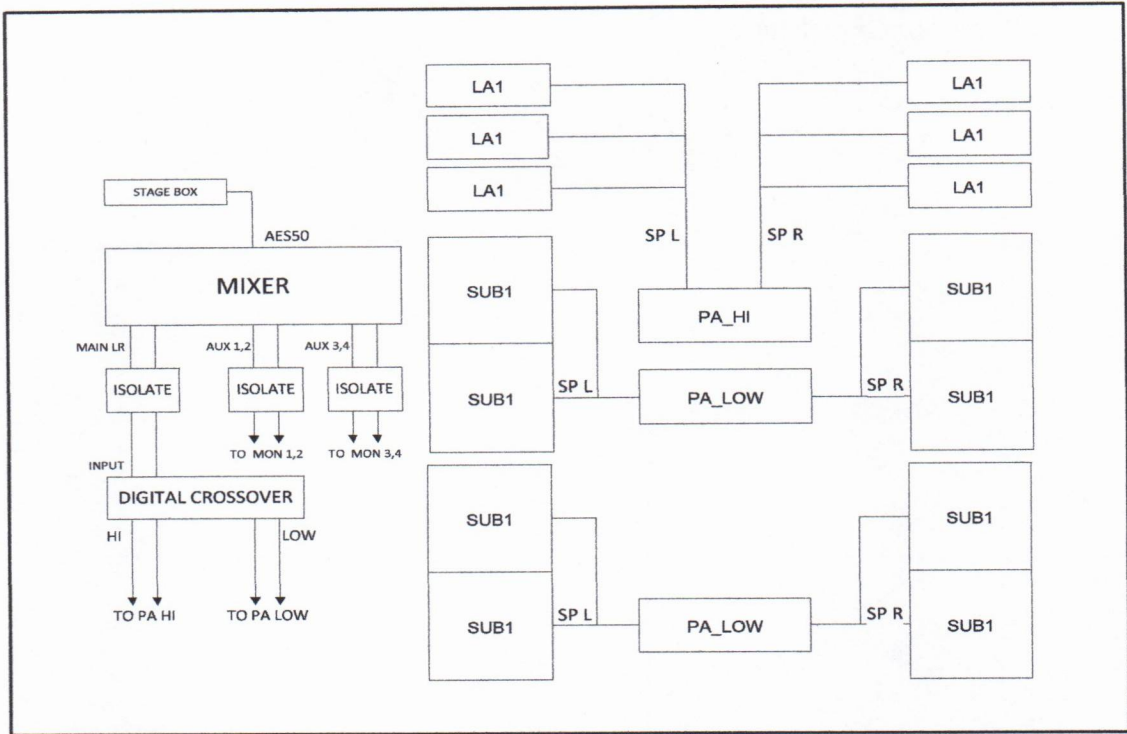 LA1
LA1
LA1
LA1
LA1
LA1
SP L
SP R
STAGE BOX
AES50
MIXER
MAIN LR
AUX 1,2
AUX 3,4
ISOLATE
ISOLATE
ISOLATE
TO MON 1,2
TO MON 3,4
INPUT
DIGITAL CROSSOVER
HI
LOW
TO PA HI
TO PA LOW
SUB1
SUB1
SP L
PA_HI
PA_LOW
SP R
SUB1
SUB1
SUB1
SUB1
SP L
PA_LOW
SP R
SUB1
SUB1